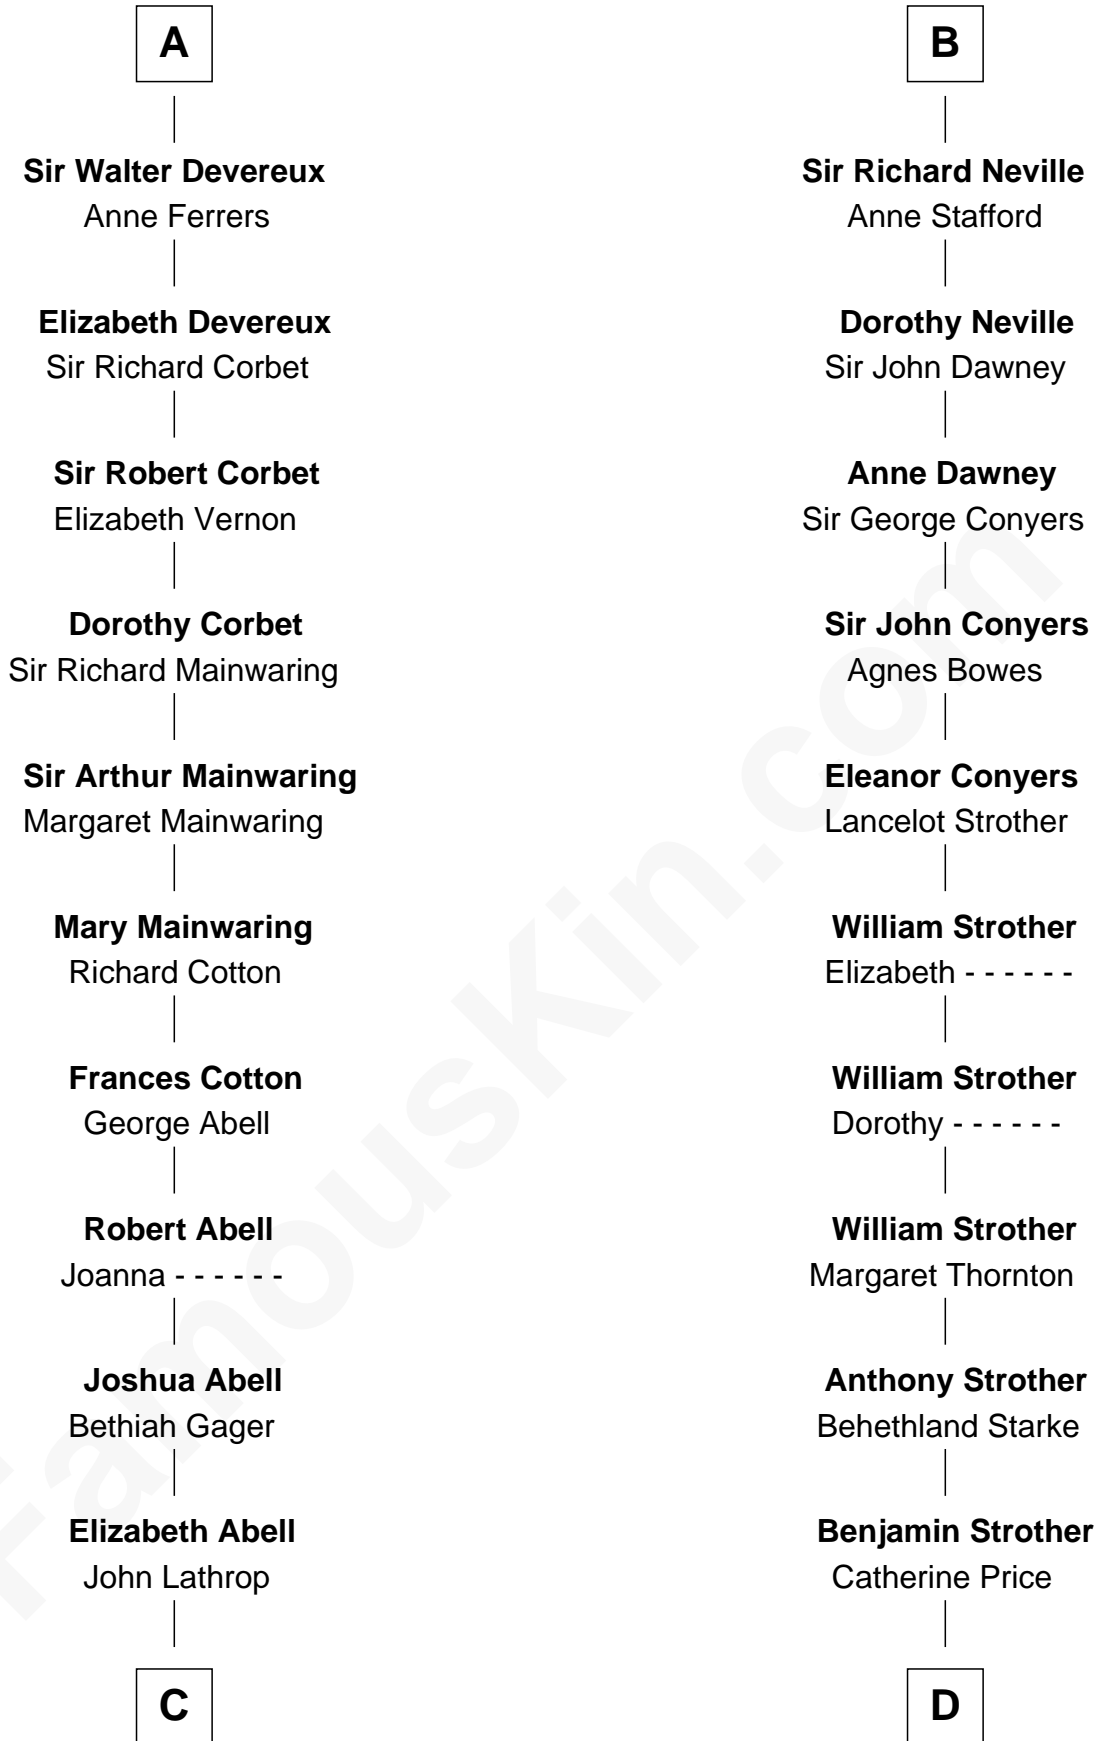 A
Sir Walter Devereux
Anne Ferrers
Elizabeth Devereux
Sir Richard Corbet
Sir Robert Corbet
Elizabeth Vernon
Dorothy Corbet
Sir Richard Mainwaring
Sir Arthur Mainwaring
Margaret Mainwaring
Mary Mainwaring
Richard Cotton
Frances Cotton
George Abell
Robert Abell
Joanna - - - - - -
Joshua Abell
Bethiah Gager
Elizabeth Abell
John Lathrop
C
B
Sir Richard Neville
Anne Stafford
Dorothy Neville
Sir John Dawney
Anne Dawney
Sir George Conyers
Sir John Conyers
Agnes Bowes
Eleanor Conyers
Lancelot Strother
William Strother
Elizabeth - - - - - -
William Strother
Dorothy - - - - - -
William Strother
Margaret Thornton
Anthony Strother
Behethland Starke
Benjamin Strother
Catherine Price
D
FamousKin.com